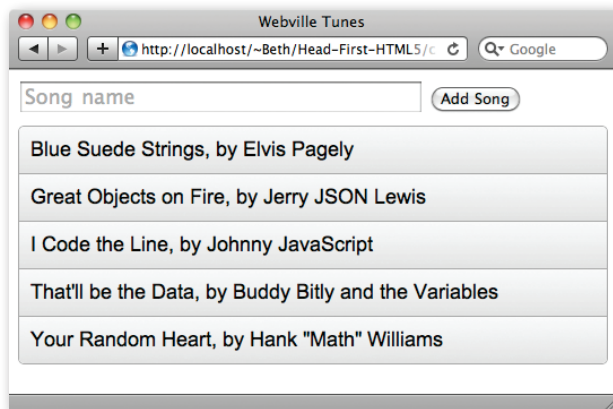 Webville Tunes
http://localhost/~Beth/Head-First-HTML5/c
Google
Song name
Add Song
Blue Suede Strings, by Elvis Pagely
Great Objects on Fire, by Jerry JSON Lewis
I Code the Line, by Johnny JavaScript
That'll be the Data, by Buddy Bitly and the Variables
Your Random Heart, by Hank "Math" Williams